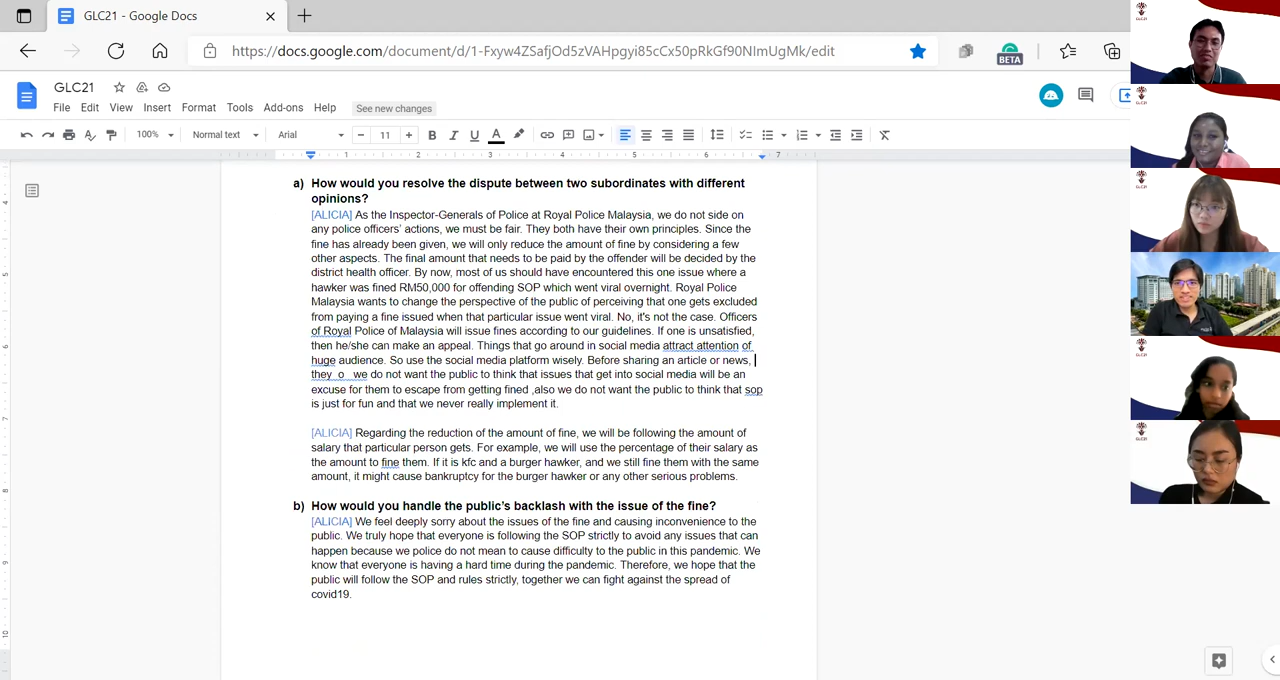 GLC21 - Google Docs
https://docs.google.com/document/d/1-Fxyw4ZSafjOd5zVAHpgyi85cCx50pRkGf90NImUgMk/edit
BETA
GLC21
File Edit View Insert Format Tools Add-ons Help See new changes
100% Normal text Arial 11 B I U A
1 2 3 4 5 6 7
a) How would you resolve the dispute between two subordinates with different
opinions?
[ALICIA] As the Inspector-Generals of Police at Royal Police Malaysia, we do not side on
any police officers' actions, we must be fair. They both have their own principles. Since the
fine has already been given, we will only reduce the amount of fine by considering a few
other aspects. The final amount that needs to be paid by the offender will be decided by the
district health officer. By now, most of us should have encountered this one issue where a
hawker was fined RM50,000 for offending SOP which went viral overnight. Royal Police
Malaysia wants to change the perspective of the public of perceiving that one gets excluded
from paying a fine issued when that particular issue went viral. No, it's not the case. Officers
of Royal Police of Malaysia will issue fines according to our guidelines. If one is unsatisfied,
then he/she can make an appeal. Things that go around in social media attract attention of
huge audience. So use the social media platform wisely. Before sharing an article or news,
they o we do not want the public to think that issues that get into social media will be an
excuse for them to escape from getting fined ,also we do not want the public to think that sop
is just for fun and that we never really implement it.
[ALICIA] Regarding the reduction of the amount of fine, we will be following the amount of
salary that particular person gets. For example, we will use the percentage of their salary as
the amount to fine them. If it is kfc and a burger hawker, and we still fine them with the same
amount, it might cause bankruptcy for the burger hawker or any other serious problems.
b) How would you handle the public's backlash with the issue of the fine?
[ALICIA] We feel deeply sorry about the issues of the fine and causing inconvenience to the
public. We truly hope that everyone is following the SOP strictly to avoid any issues that can
happen because we police do not mean to cause difficulty to the public in this pandemic. We
know that everyone is having a hard time during the pandemic. Therefore, we hope that the
public will follow the SOP and rules strictly, together we can fight against the spread of
covid19.
4
5
6
7
8
9
10
GLC21
GLC21
GLC21
GLC21
GLC21